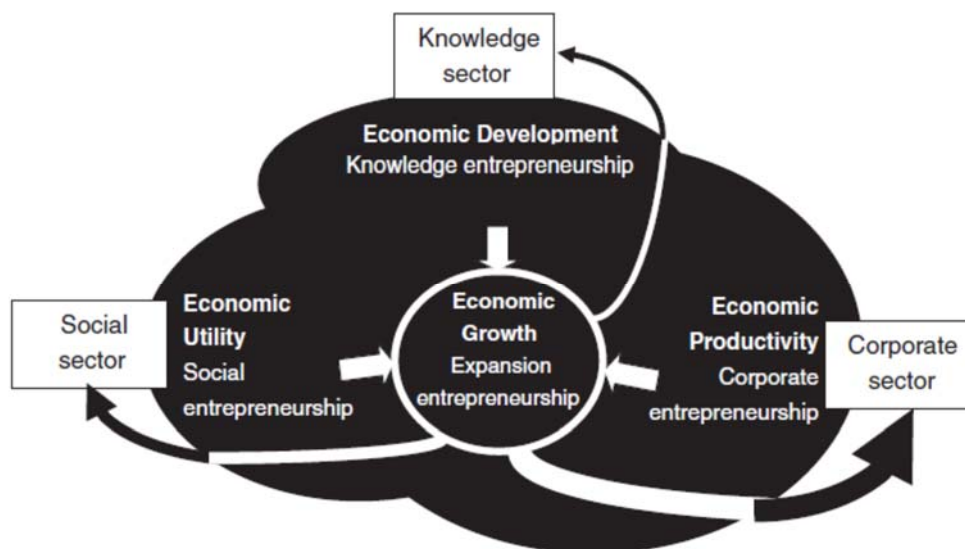 Knowledge
sector
Economic Development
Knowledge entrepreneurship
Economic
Utility
Social
entrepreneurship
Social
sector
Economic
Growth
Expansion
entrepreneurship
Economic
Productivity
Corporate
entrepreneurship
Corporate
sector